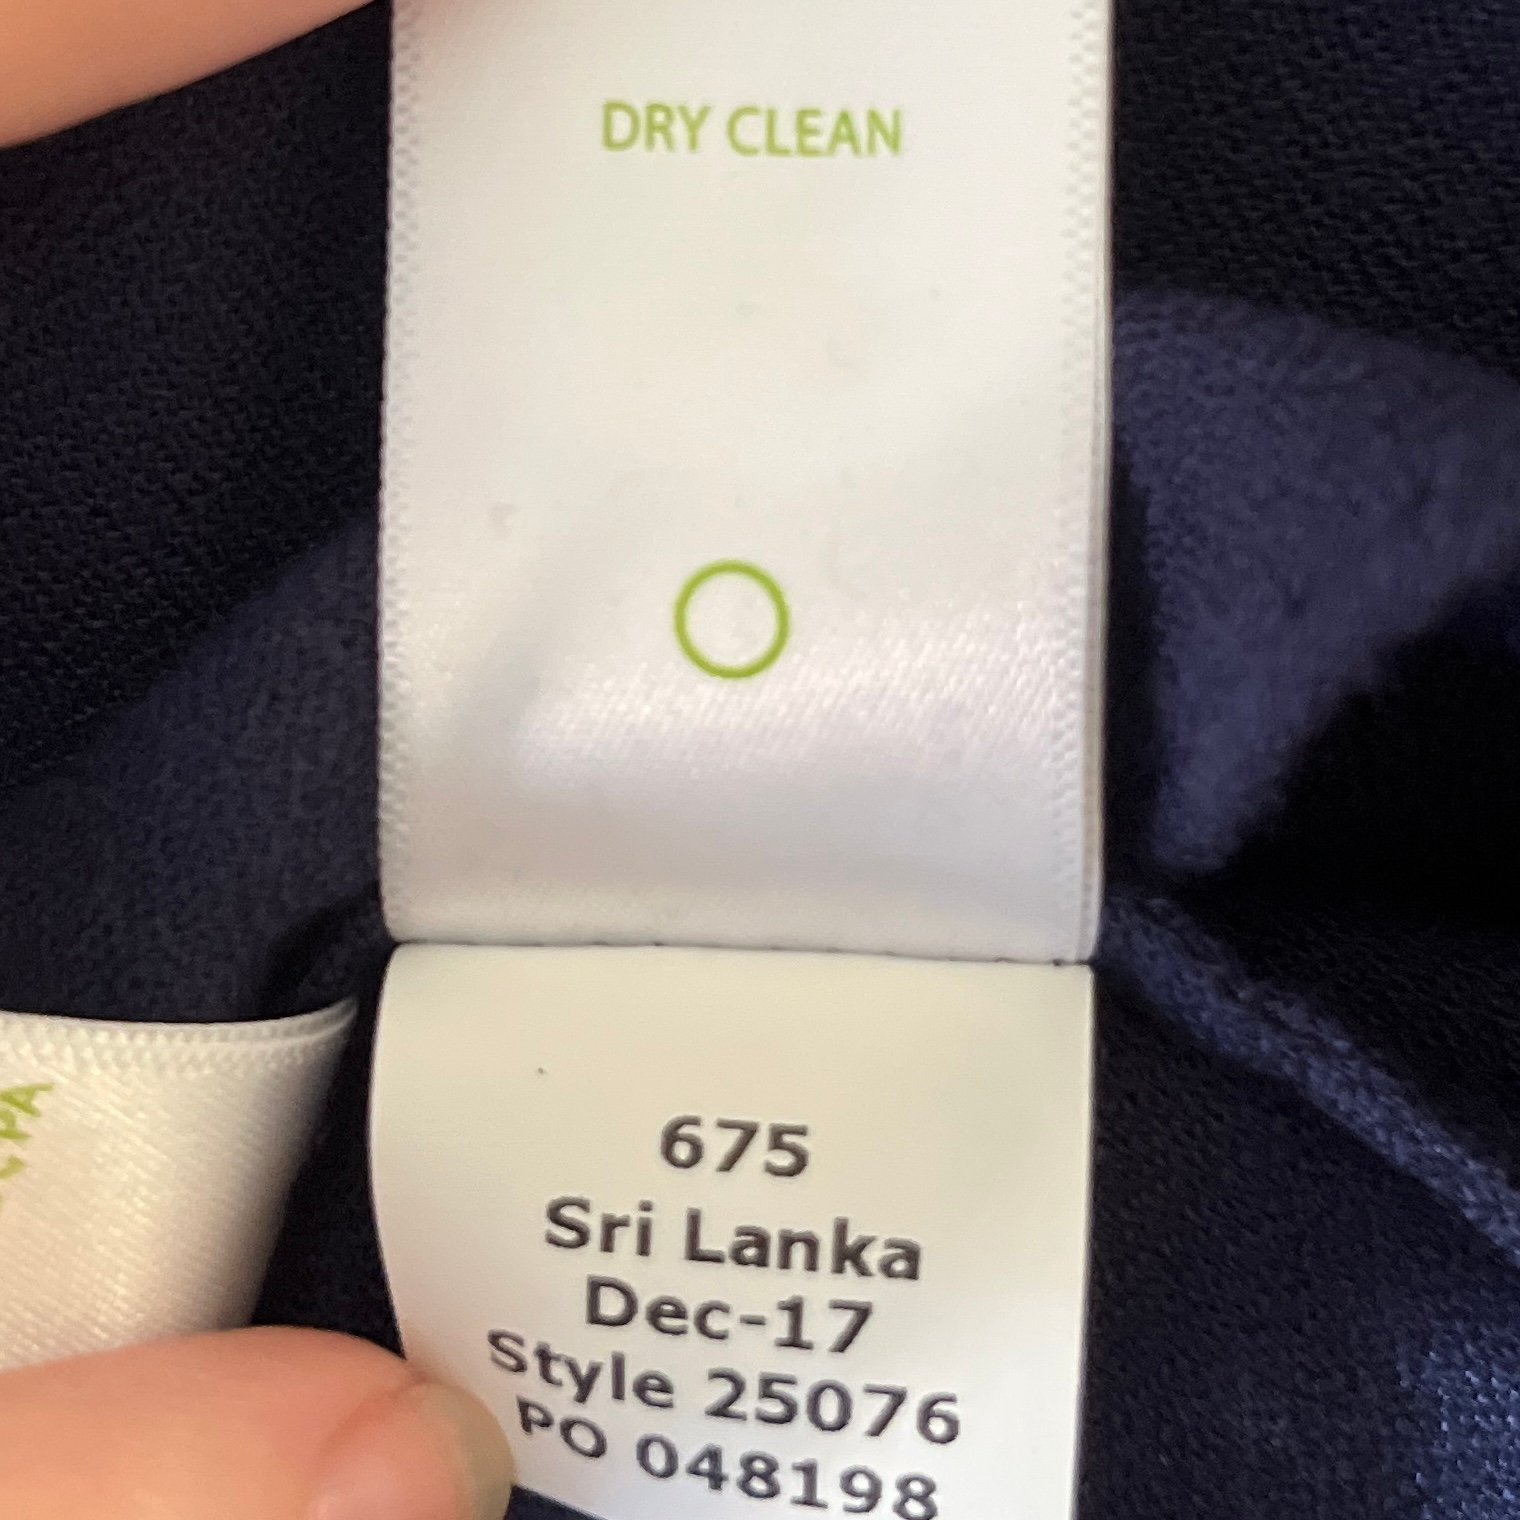 DRY CLEAN
675
Sri Lanka
Dec-17
Style 25076
PO 048198